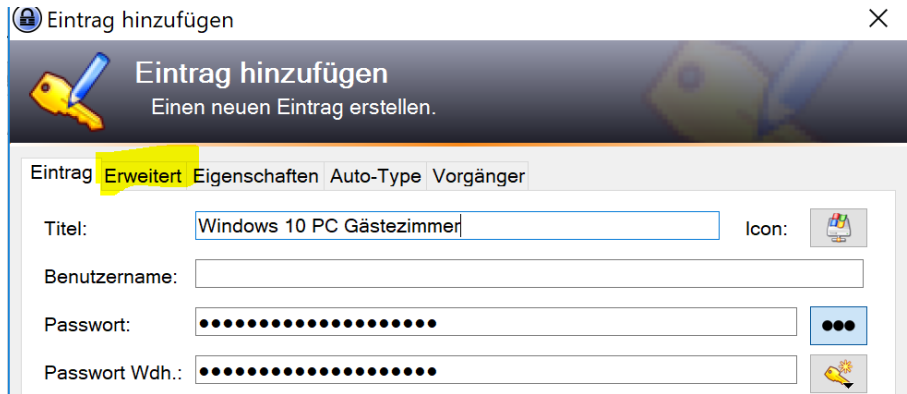 Eintrag hinzufügen
Eintrag hinzufügen
Einen neuen Eintrag erstellen.
Eintrag Erweitert Eigenschaften Auto-Type Vorgänger
Titel: Windows 10 PC Gästezimmer Icon:
Benutzername:
Passwort: ●●●●●●●●●●●●●●●●●●●● ●●●
Passwort Wdh.: ●●●●●●●●●●●●●●●●●●●●